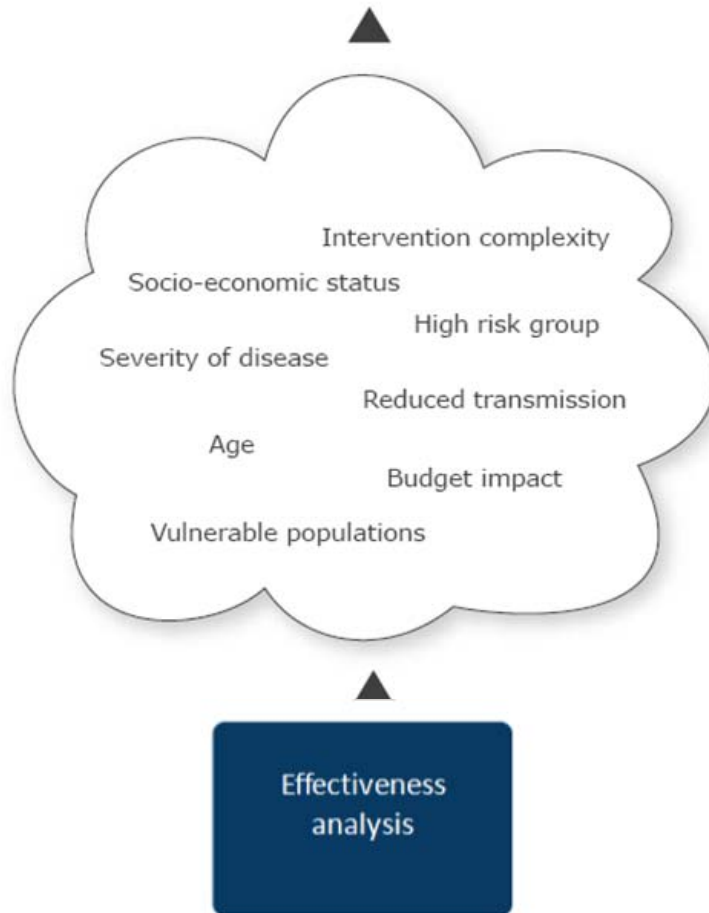 Intervention complexity
Socio-economic status
High risk group
Severity of disease
Reduced transmission
Age
Budget impact
Vulnerable populations
Effectiveness
analysis